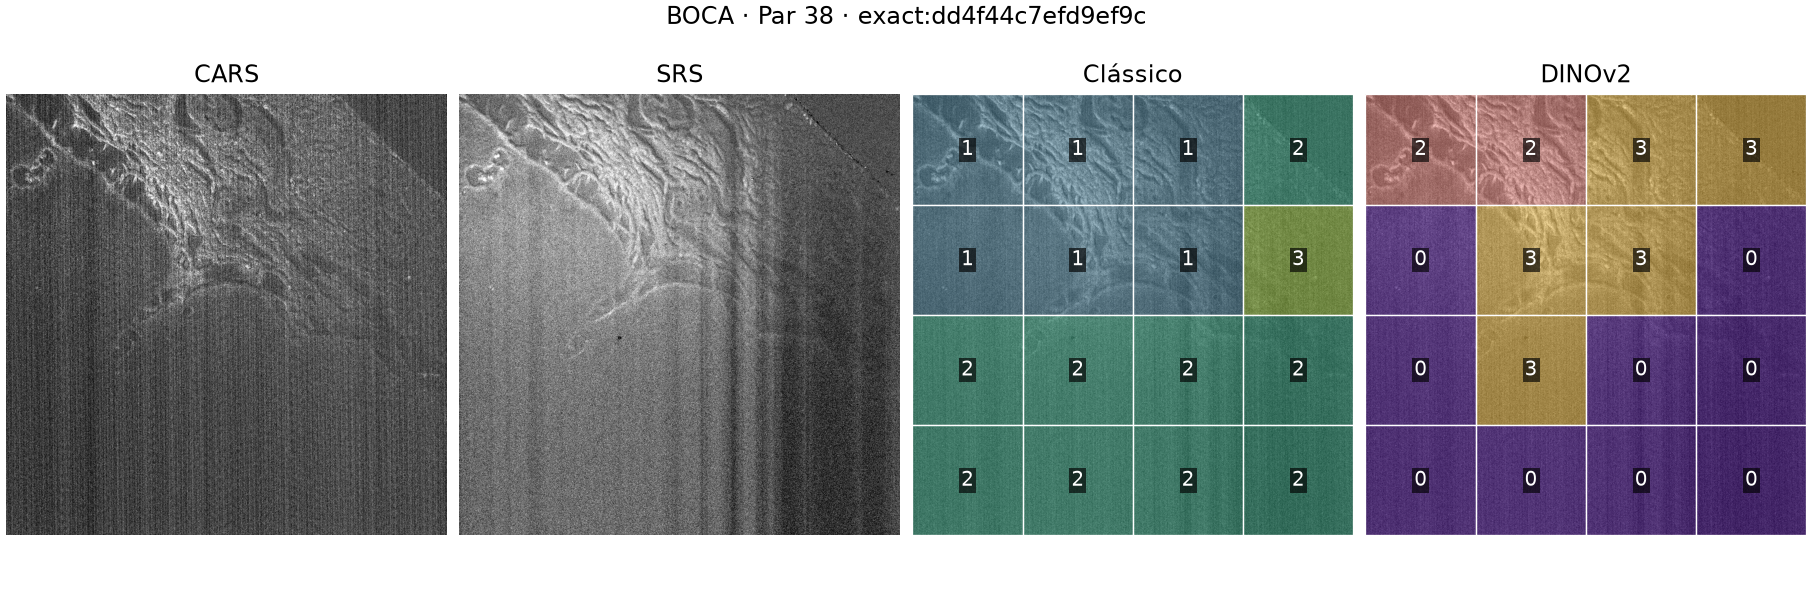 BOCA · Par 38 · exact:dd4f44c7efd9ef9c
CARS SRS Clássico DINOv2
1 1 1 2 2 2 3 3
1 1 1 3 0 3 3 0
2 2 2 2 0 3 0 0
2 2 2 2 0 0 0 0